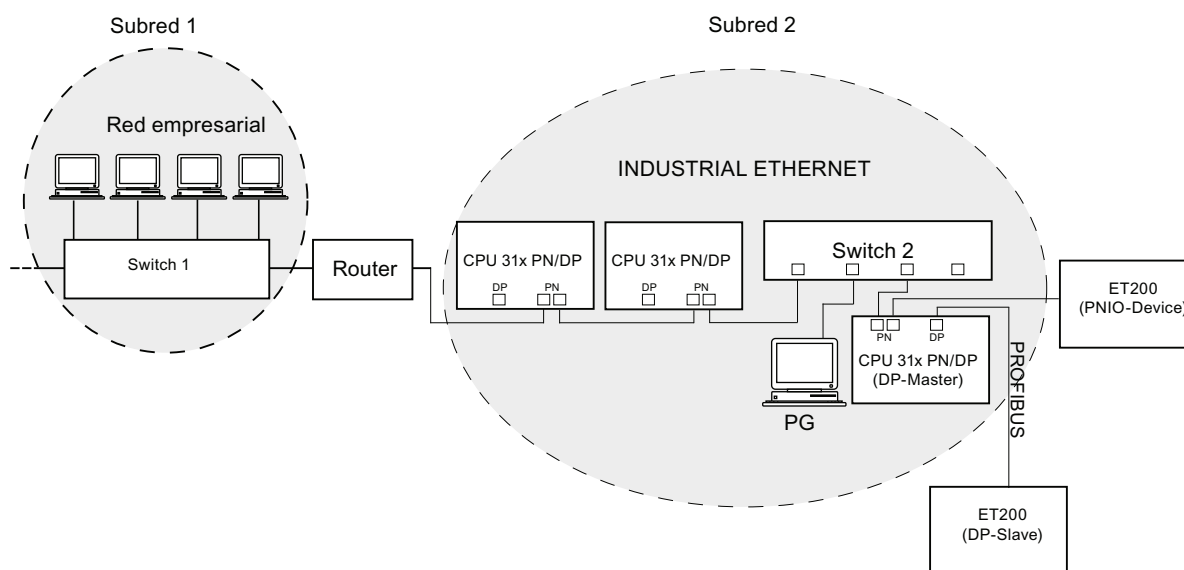 Subred 1
Subred 2
Red empresarial
INDUSTRIAL ETHERNET
Switch 1
Router
CPU 31x PN/DP
DP
PN
CPU 31x PN/DP
DP
PN
Switch 2
ET200
(PNIO-Device)
PN
DP
CPU 31x PN/DP
(DP-Master)
PG
PROFIBUS
ET200
(DP-Slave)